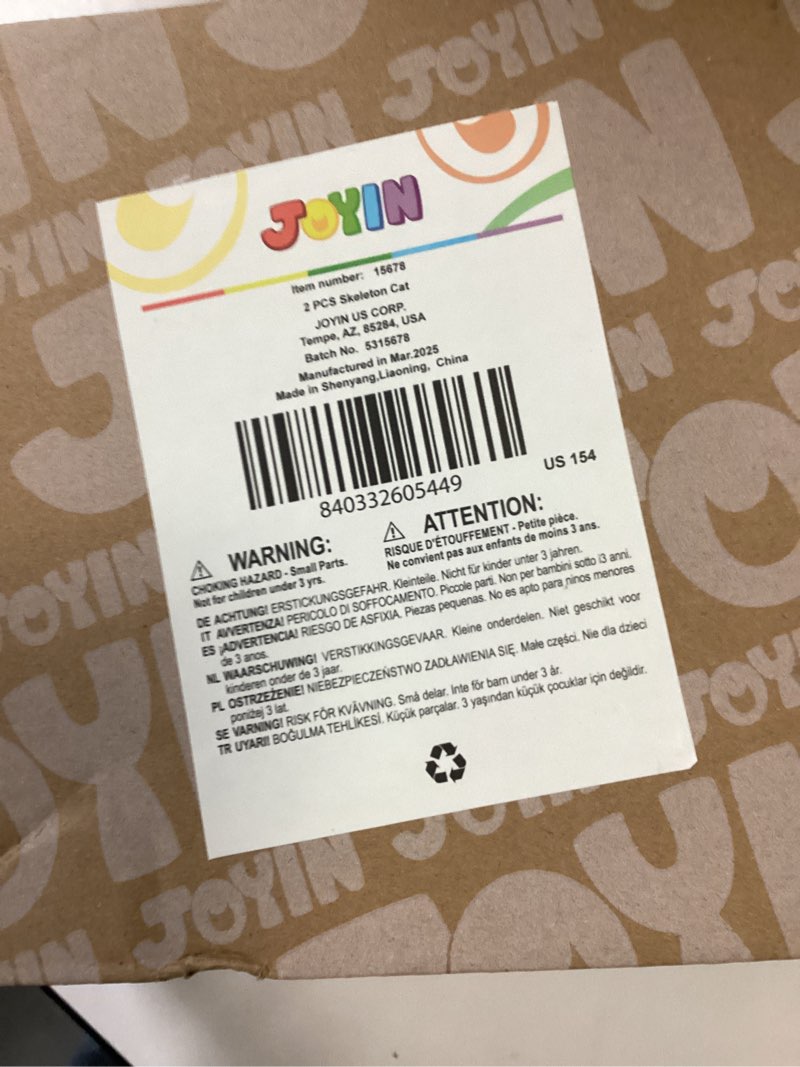 JOYIN
JOYIN
JOYIN
JOYIN
Item number: 15678
2 PCS Skeleton Cat
JOYIN US CORP.
Tempe, AZ, 85284, USA
Batch No. 5315678
Manufactured in Mar.2025
Made in Shenyang,Liaoning, China
840332605449
US 154
WARNING:
CHOKING HAZARD - Small Parts.
Not for children under 3 yrs.
ATTENTION:
RISQUE D'ÉTOUFFEMENT - Petite pièce.
Ne convient pas aux enfants de moins 3 ans.
DE ACHTUNG! ERSTICKUNGSGEFAHR. Kleinteile. Nicht für kinder unter 3 jahren.
IT AVVERTENZA! PERICOLO DI SOFFOCAMENTO. Piccole parti. Non per bambini sotto i3 anni.
ES ¡ADVERTENCIA! RIESGO DE ASFIXIA. Piezas pequenas. No es apto para ninos menores
de 3 anos.
NL WAARSCHUWING! VERSTIKKINGSGEVAAR. Kleine onderdelen. Niet geschikt voor
kinderen onder de 3 jaar.
PL OSTRZEŻENIE! NIEBEZPIECZEŃSTWO ZADŁAWIENIA SIĘ. Małe części. Nie dla dzieci
poniżej 3 lat.
SE VARNING! RISK FÖR KVÄVNING. Små delar. Inte för barn under 3 år.
TR UYARI! BOĞULMA TEHLİKESİ. Küçük parçalar. 3 yaşından küçük çocuklar için değildir.
JOYIN